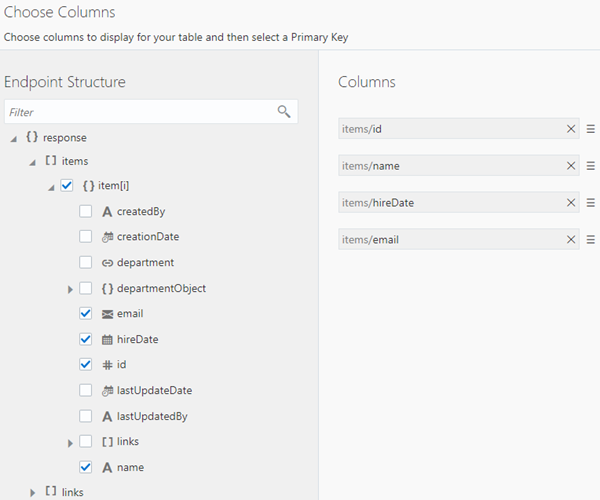 Choose Columns
Choose columns to display for your table and then select a Primary Key
Endpoint Structure
Filter
{ } response
[ ] items
{ } item[i]
A createdBy
creationDate
department
{ } departmentObject
email
hireDate
# id
lastUpdateDate
A lastUpdatedBy
[ ] links
A name
[ ] links
Columns
items/id
items/name
items/hireDate
items/email